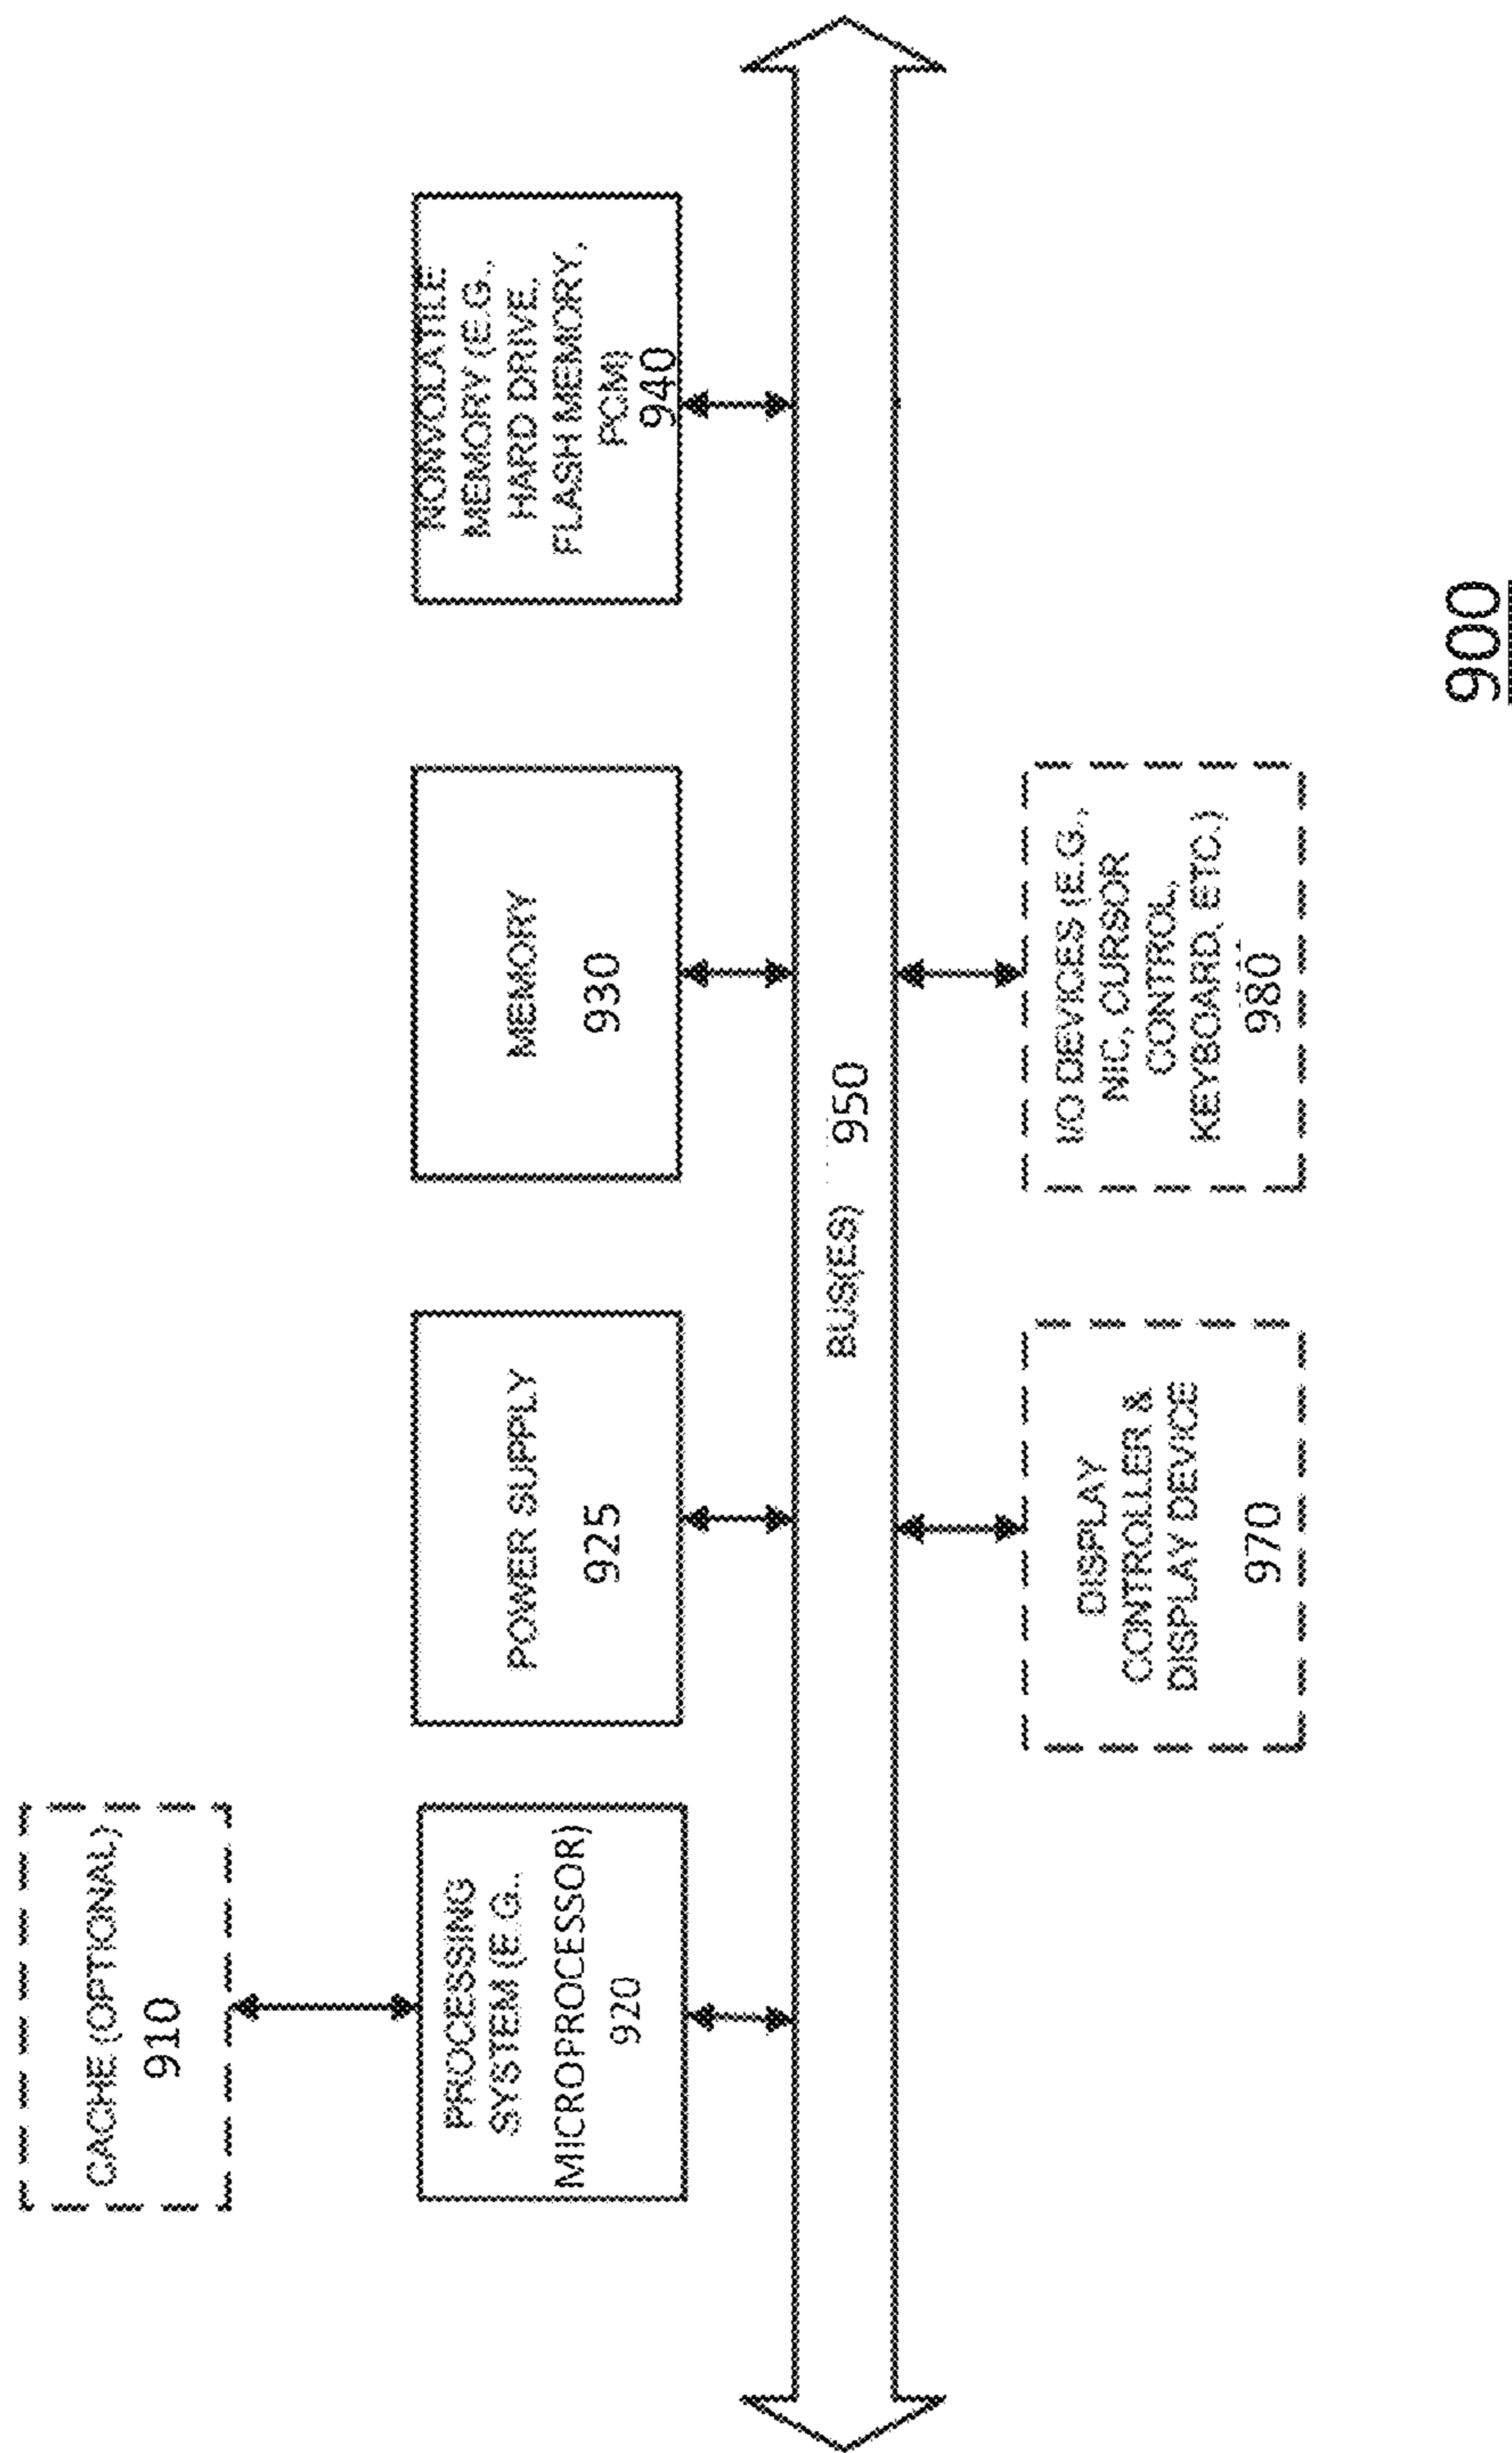 CACHE (OPTIONAL)
910
PROCESSING
SYSTEM (E.G.,
MICROPROCESSOR)
920
POWER SUPPLY
925
MEMORY
930
NONVOLATILE
MEMORY (E.G.,
HARD DRIVE,
FLASH MEMORY,
PCM)
940
BUS(ES) 950
DISPLAY
CONTROLLER &
DISPLAY DEVICE
970
I/O DEVICES (E.G.,
NIC, CURSOR
CONTROL,
KEYBOARD, ETC.)
980
900